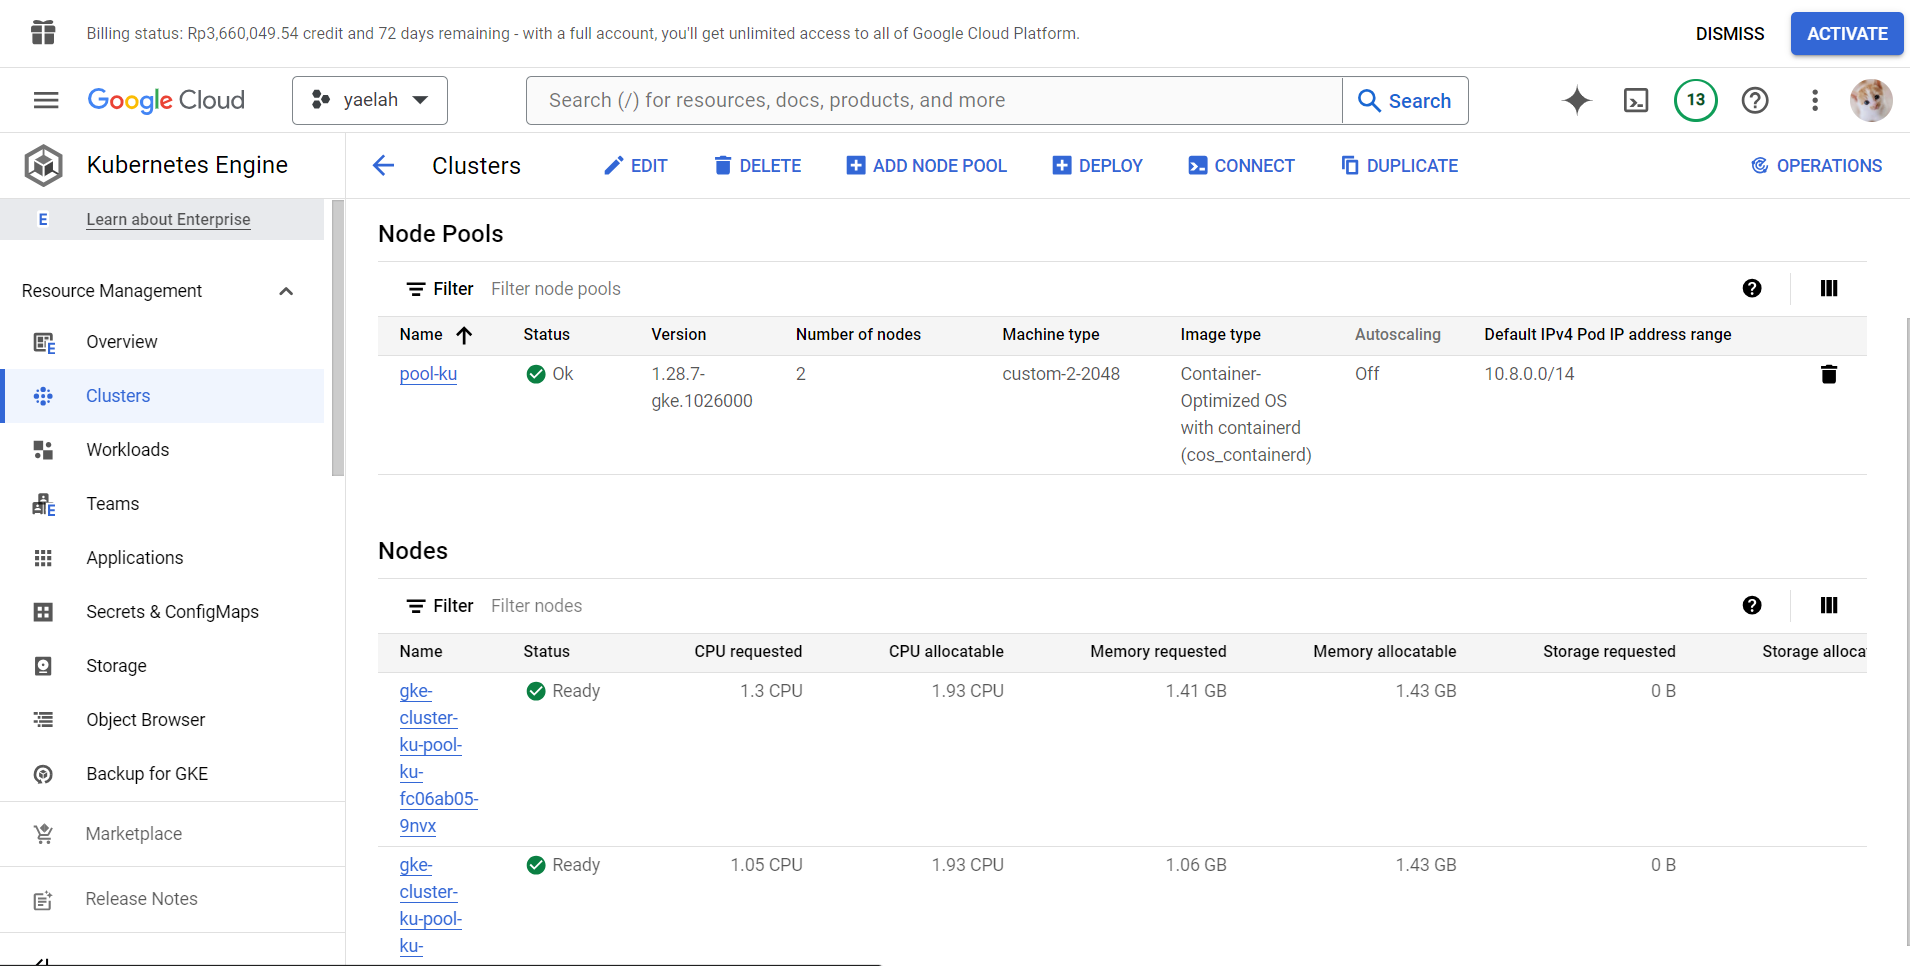 Billing status: Rp3,660,049.54 credit and 72 days remaining - with a full account, you'll get unlimited access to all of Google Cloud Platform.
DISMISS
ACTIVATE
Google Cloud
yaelah
Search (/) for resources, docs, products, and more
Search
13
Kubernetes Engine
Clusters
EDIT
DELETE
ADD NODE POOL
DEPLOY
CONNECT
DUPLICATE
OPERATIONS
E
Learn about Enterprise
Resource Management
Overview
Clusters
Workloads
Teams
Applications
Secrets & ConfigMaps
Storage
Object Browser
Backup for GKE
Marketplace
Release Notes
Node Pools
Filter Filter node pools
Name Status Version Number of nodes Machine type Image type Autoscaling Default IPv4 Pod IP address range
pool-ku Ok 1.28.7- 2 custom-2-2048 Container- Off 10.8.0.0/14
gke.1026000 Optimized OS
with containerd
(cos_containerd)
Nodes
Filter Filter nodes
Name Status CPU requested CPU allocatable Memory requested Memory allocatable Storage requested Storage alloca
gke- Ready 1.3 CPU 1.93 CPU 1.41 GB 1.43 GB 0 B
cluster-
ku-pool-
ku-
fc06ab05-
9nvx
gke- Ready 1.05 CPU 1.93 CPU 1.06 GB 1.43 GB 0 B
cluster-
ku-pool-
ku-